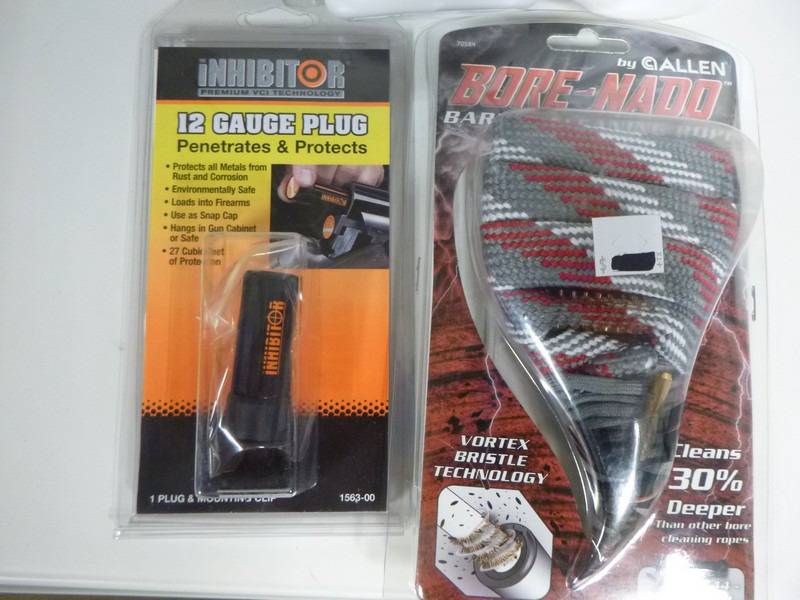 INHIBITOR
PREMIUM VCI TECHNOLOGY
12 GAUGE PLUG
Penetrates & Protects
• Protects all Metals from
Rust and Corrosion
• Environmentally Safe
• Loads into Firearms
• Use as Snap Cap
• Hangs in Gun Cabinet
or Safe
• 27 Cubic Feet
of Protection
INHIBITOR
1 PLUG & MOUNTING CLIP
1563-00
by ALLEN
BORE-NADO™
BAR
VORTEX
BRISTLE
TECHNOLOGY
Cleans
30%
Deeper
Than other bore
cleaning ropes